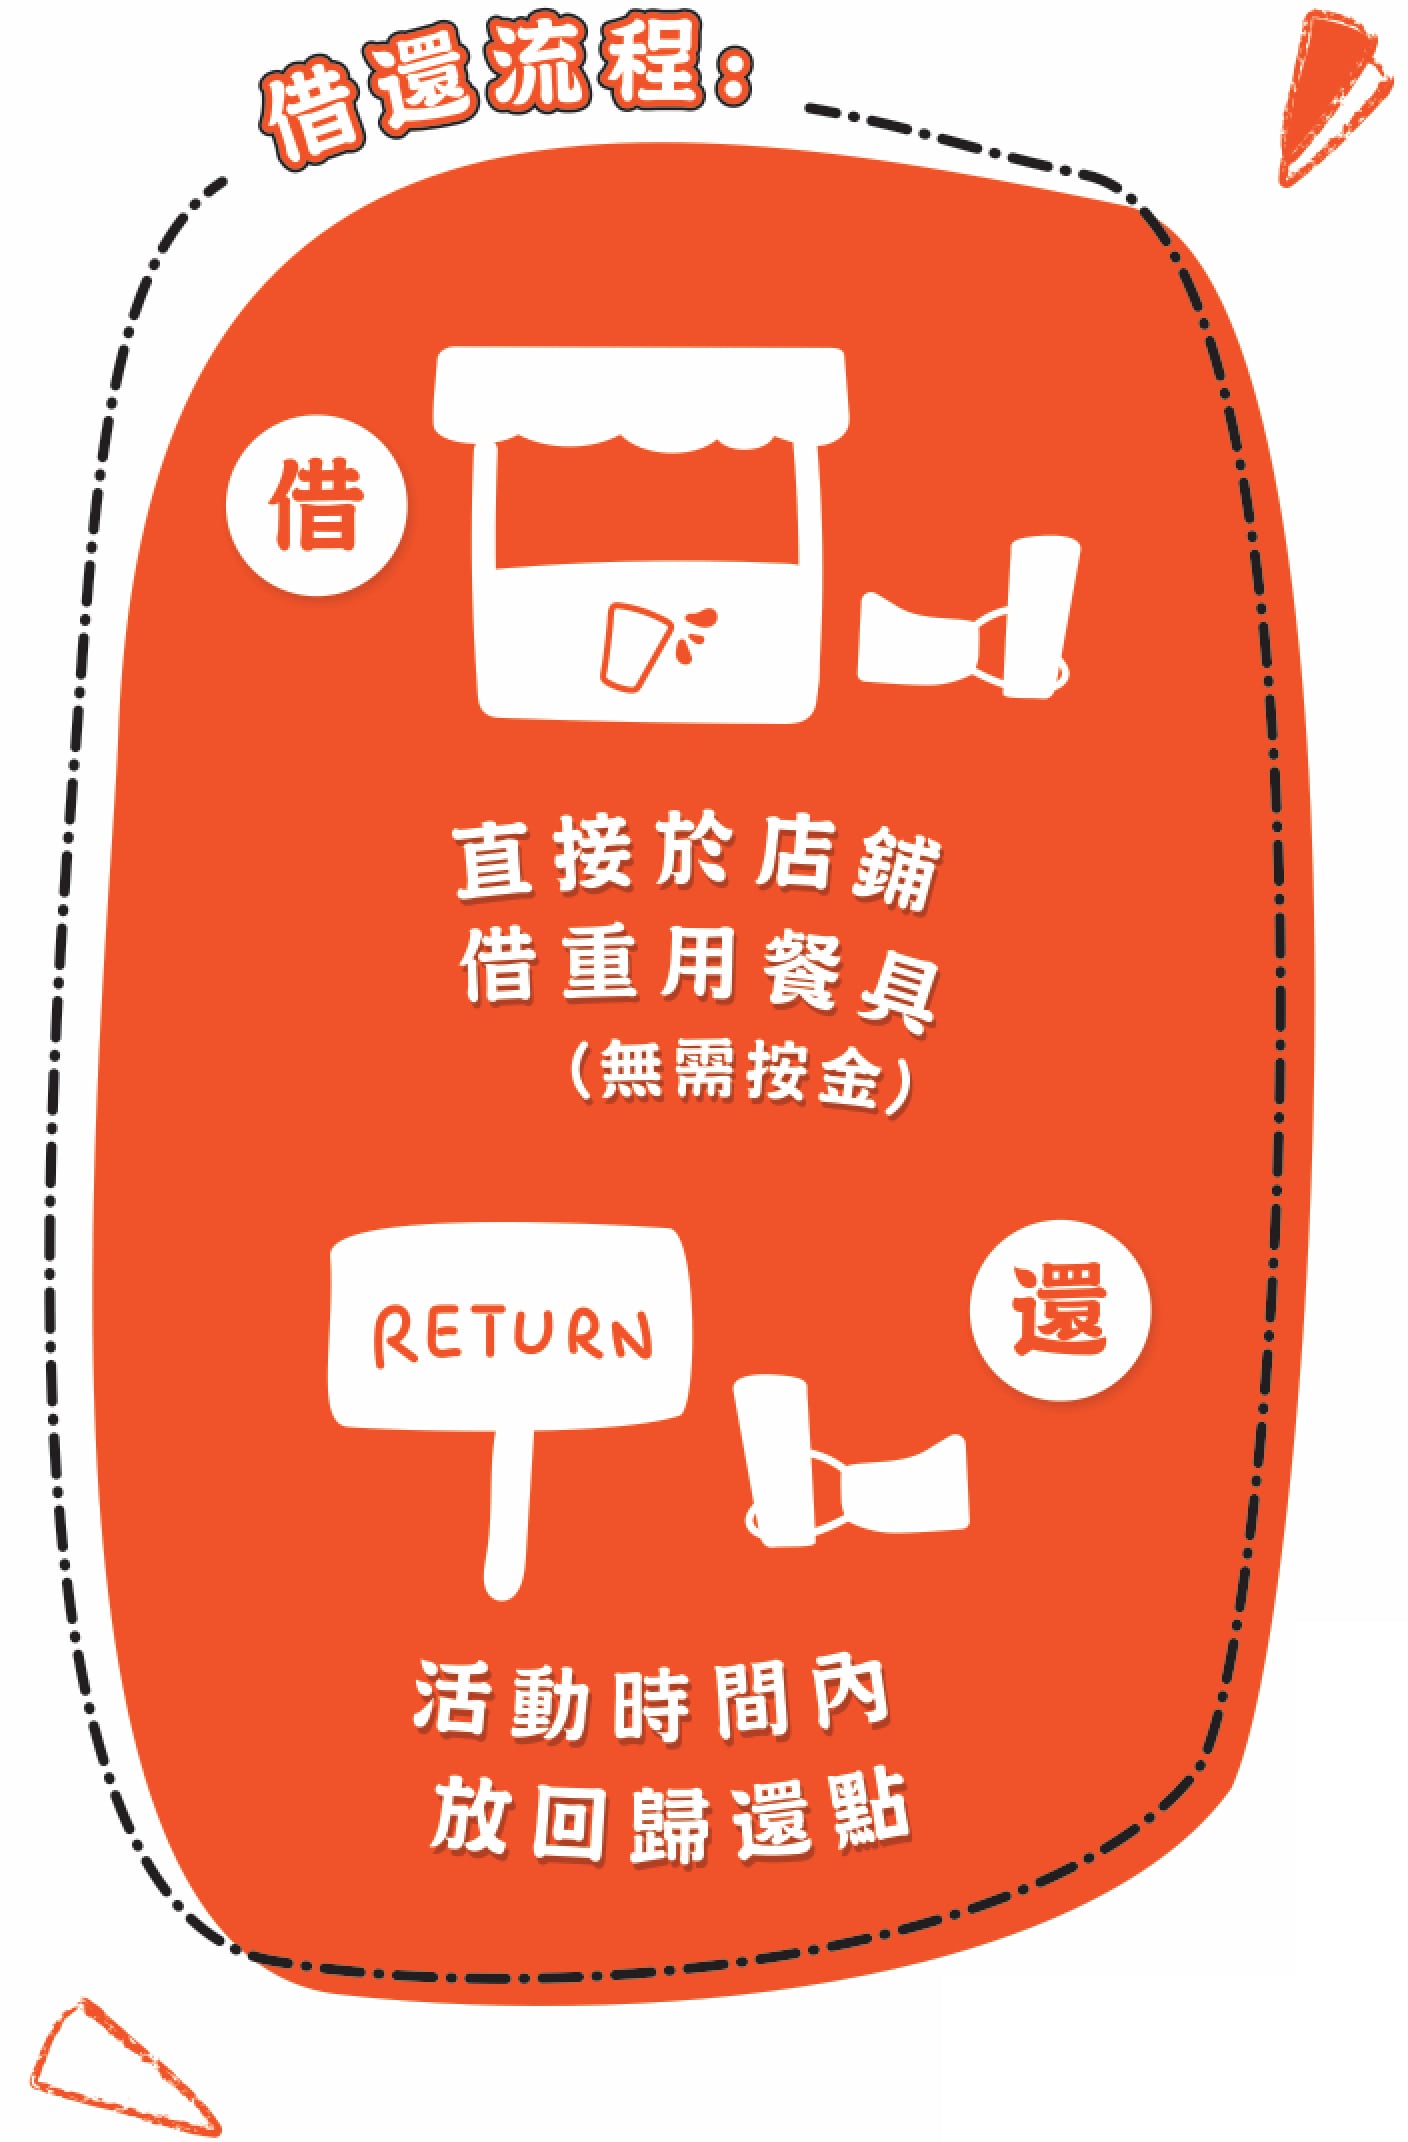 借還流程：
借
直接於店鋪
借重用餐具
（無需按金）
RETURN
還
活動時間內
放回歸還點